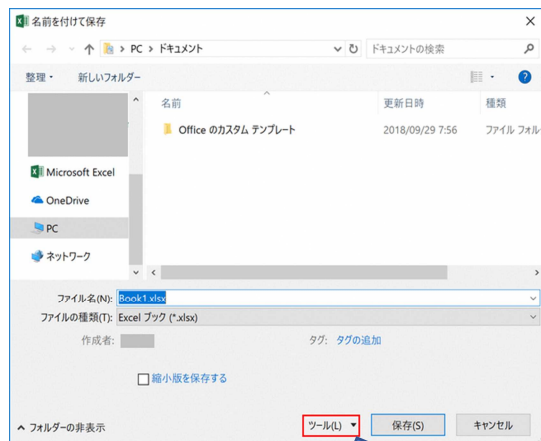 名前を付けて保存
PC > ドキュメント
ドキュメントの検索
整理
新しいフォルダー
名前
更新日時
種類
Office のカスタム テンプレート
2018/09/29 7:56
ファイル フォル
Microsoft Excel
OneDrive
PC
ネットワーク
ファイル名(N): Book1.xlsx
ファイルの種類(T): Excel ブック (*.xlsx)
作成者:
タグ: タグの追加
縮小版を保存する
フォルダーの非表示
ツール(L)
保存(S)
キャンセル